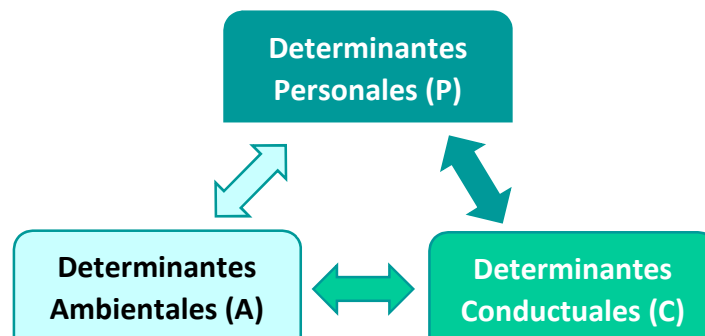 Determinantes
Personales (P)
Determinantes
Ambientales (A)
Determinantes
Conductuales (C)